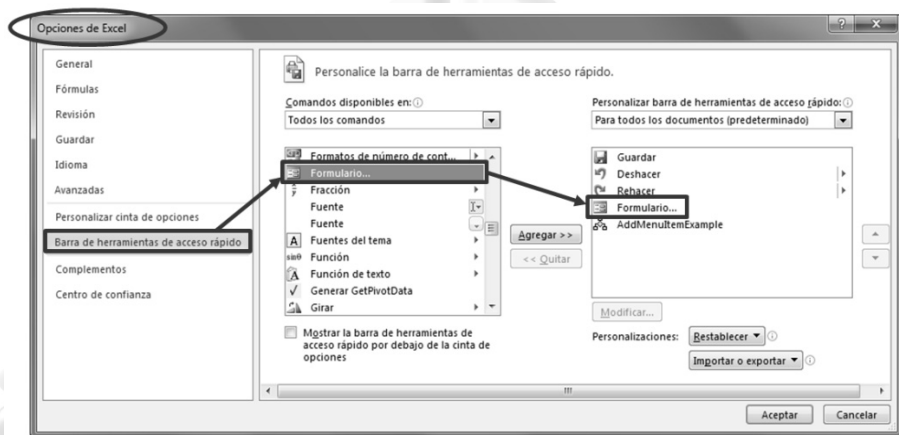 Opciones de Excel
General
Fórmulas
Revisión
Guardar
Idioma
Avanzadas
Personalizar cinta de opciones
Barra de herramientas de acceso rápido
Complementos
Centro de confianza
Personalice la barra de herramientas de acceso rápido.
Comandos disponibles en:
Todos los comandos
Formatos de número de cont...
Formulario...
Fracción
Fuente
Fuente
Fuentes del tema
Función
Función de texto
Generar GetPivotData
Girar
Mostrar la barra de herramientas de
acceso rápido por debajo de la cinta de
opciones
Agregar >>
<< Quitar
Personalizar barra de herramientas de acceso rápido:
Para todos los documentos (predeterminado)
Guardar
Deshacer
Rehacer
Formulario...
AddMenuItemExample
Modificar...
Personalizaciones:
Restablecer
Importar o exportar
Aceptar
Cancelar